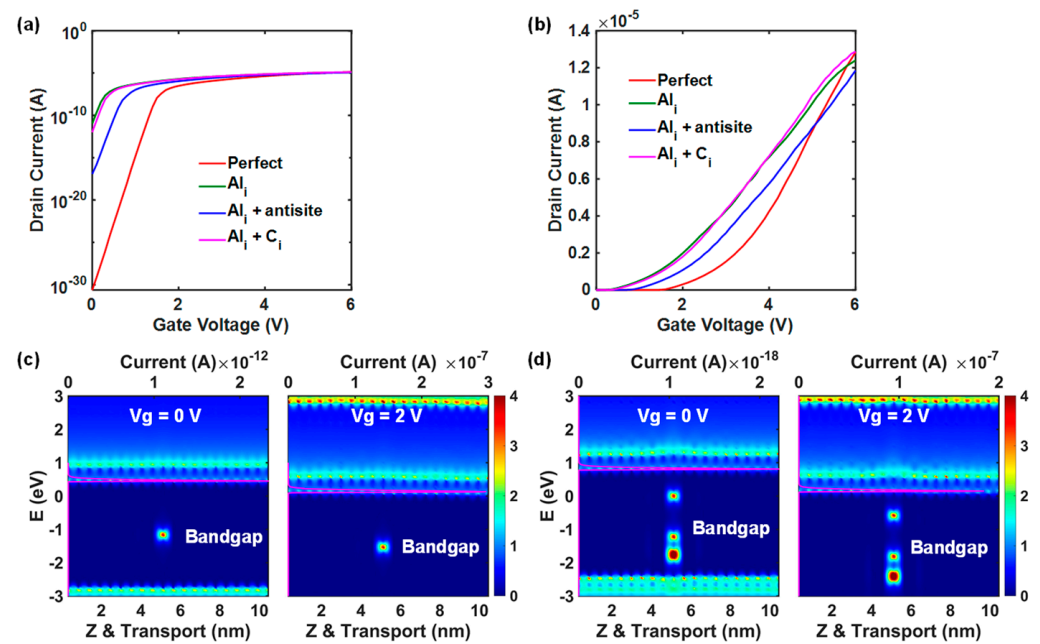 (a)
10^0
10^-10
10^-20
10^-30
Drain Current (A)
Perfect
Al_i
Al_i + antisite
Al_i + C_i
0 2 4 6
Gate Voltage (V)
(b)
×10^-5
1.4
1.2
1
0.8
0.6
0.4
0.2
0
Drain Current (A)
Perfect
Al_i
Al_i + antisite
Al_i + C_i
0 2 4 6
Gate Voltage (V)
(c)
Current (A) ×10^-12
0 1 2
Vg = 0 V
Bandgap
3
2
1
0
-1
-2
-3
E (eV)
2 4 6 8 10
Z & Transport (nm)
Current (A) ×10^-7
0 1 2 3
Vg = 2 V
Bandgap
2 4 6 8 10
Z & Transport (nm)
4
3
2
1
0
(d)
Current (A) ×10^-18
0 1 2
Vg = 0 V
Bandgap
3
2
1
0
-1
-2
-3
E (eV)
2 4 6 8 10
Z & Transport (nm)
Current (A) ×10^-7
0 1 2
Vg = 2 V
Bandgap
2 4 6 8 10
Z & Transport (nm)
4
3
2
1
0